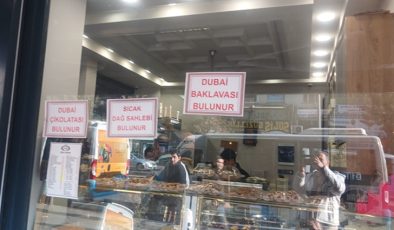 DUBAİ
ÇİKOLATASI
BULUNUR
SICAK
DAĞ SAHLEBİ
BULUNUR
DUBAİ
BAKLAVASI
BULUNUR